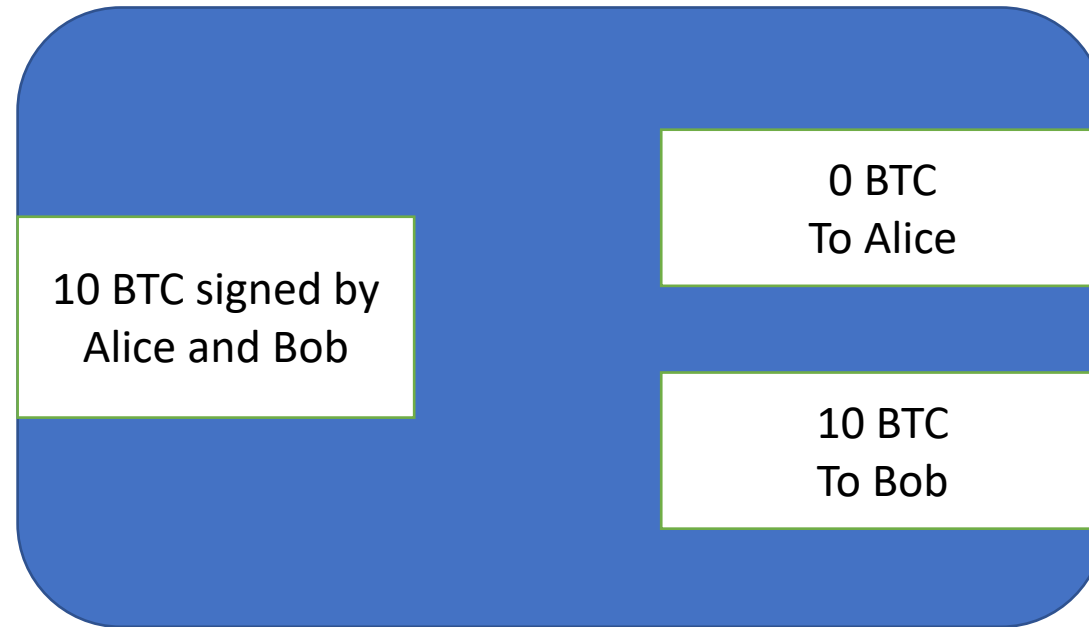 10 BTC signed by
Alice and Bob
0 BTC
To Alice
10 BTC
To Bob